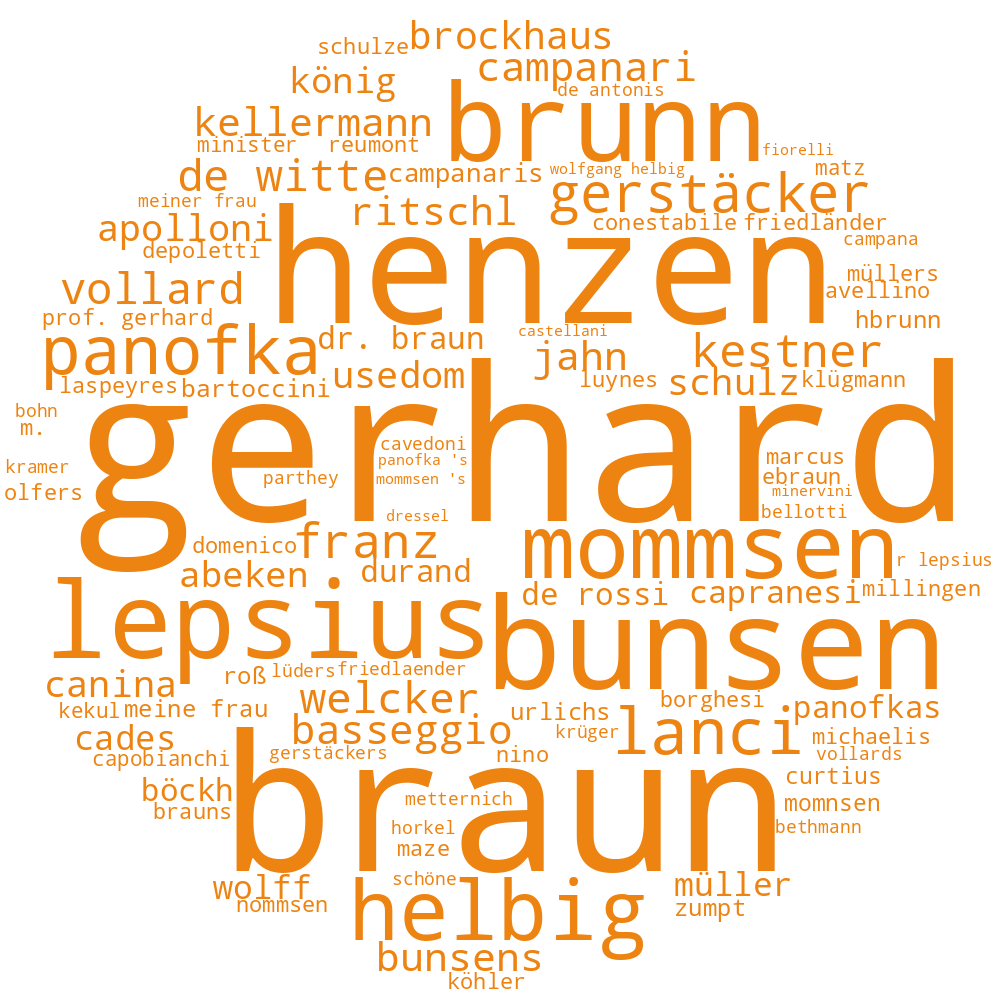 schulze
brockhaus
könig
campanari
de antonis
brunn
kellermann
minister
reumont
fiorelli
de witte
campanaris
wolfgang helbig
matz
meiner frau
gerstäcker
ritschl
apolloni
conestabile
friedländer
depoletti
henzen
campana
vollard
müllers
avellino
prof. gerhard
panofka
dr. braun
castellani
hbrunn
jahn
kestner
laspeyres
bartoccini
usedom
luynes
schulz
klügmann
bohn
m.
gerhard
cavedoni
panofka 's
mommsen 's
kramer
olfers
parthey
marcus
ebraun
minervini
bellotti
dressel
domenico
franz
mommsen
r lepsius
abeken
durand
de rossi
capranesi
millingen
lepsius
bunsen
roß
lüders
friedlaender
canina
kekul
meine frau
welcker
borghesi
panofkas
cades
basseggio
urlichs
krüger
lanci
michaelis
capobianchi
gerstäckers
nino
vollards
böckh
brauns
braun
metternich
curtius
momnsen
horkel
maze
bethmann
wolff
nommsen
schöne
helbig
müller
zumpt
bunsens
köhler